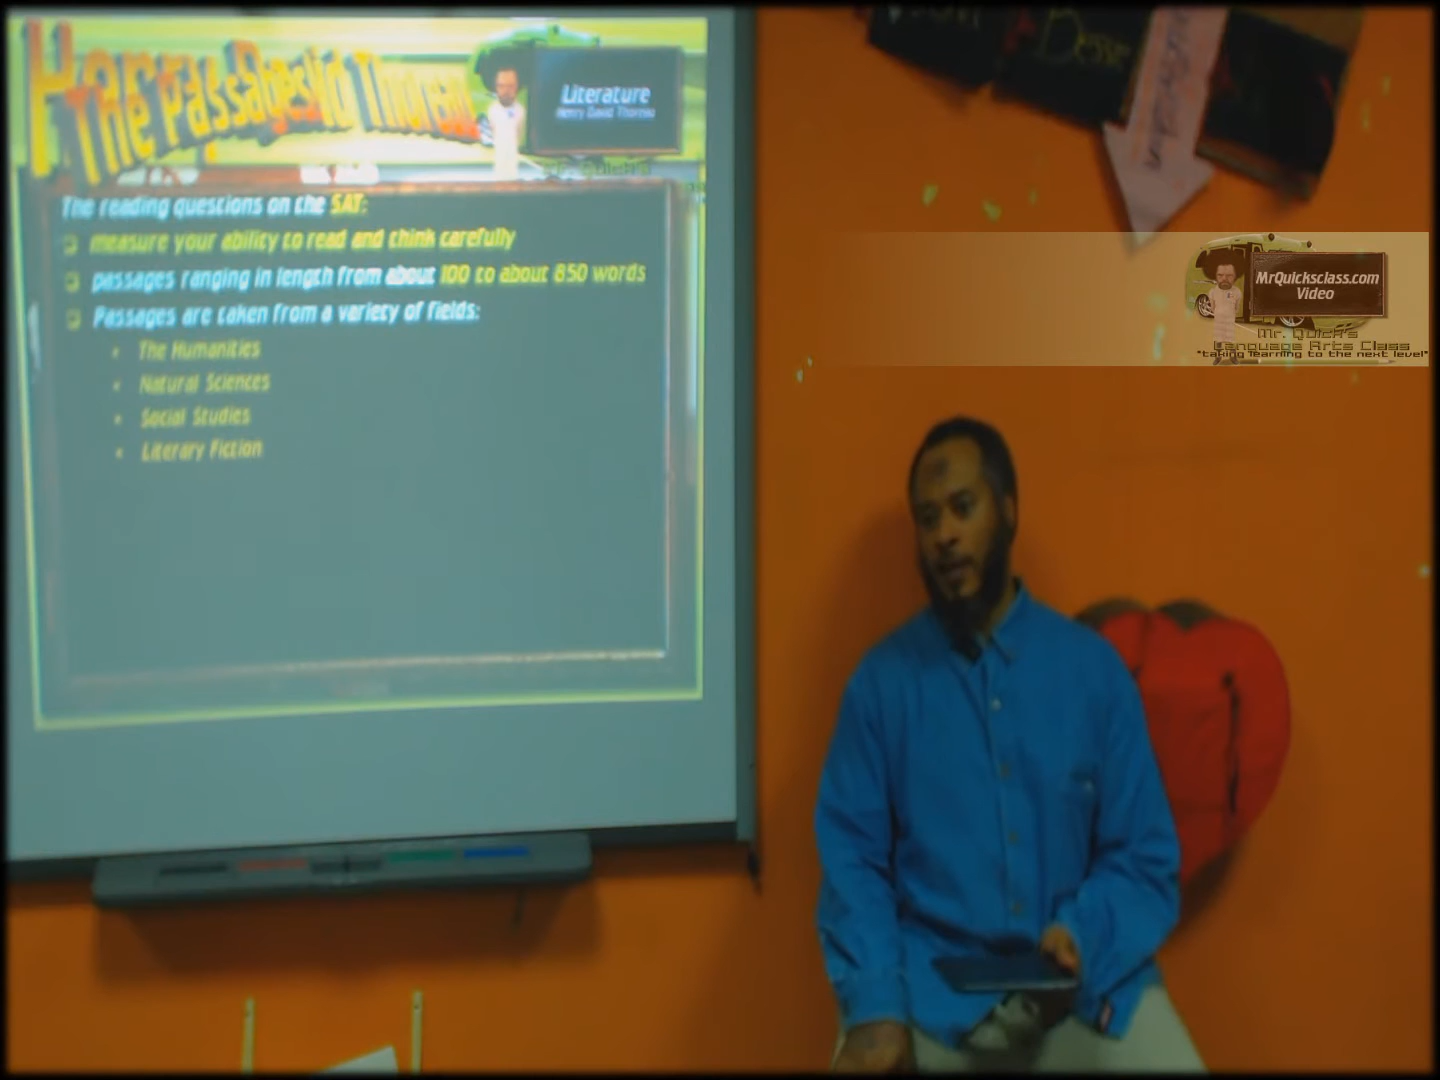 The Passages
Literature
Henry David Thoreau
The reading questions on the SAT:
measure your ability to read and think carefully
passages ranging in length from about 100 to about 850 words
Passages are taken from a variety of fields:
The Humanities
Natural Sciences
Social Studies
Literary Fiction
MrQuicksclass.com
Video
Mr. Quick's
Language Arts Class
"taking learning to the next level"